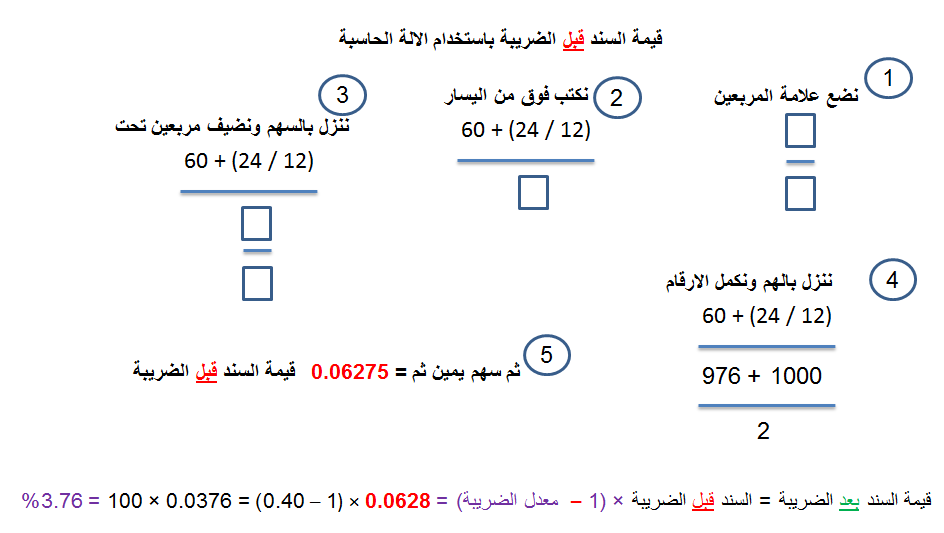 قيمة السند قبل الضريبة باستخدام الالة الحاسبة
1
نضع علامة المربعين
2
نكتب فوق من اليسار
60 + (24 / 12)
3
ننزل بالسهم ونضيف مربعين تحت
60 + (24 / 12)
4
ننزل بالهم ونكمل الارقام
60 + (24 / 12)
976 + 1000
2
5
ثم سهم يمين ثم = 0.06275 قيمة السند قبل الضريبة
قيمة السند بعد الضريبة = السند قبل الضريبة × (1 – معدل الضريبة) = 0.0628 × (1 – 0.40) = 0.0376 × 100 = 3.76%